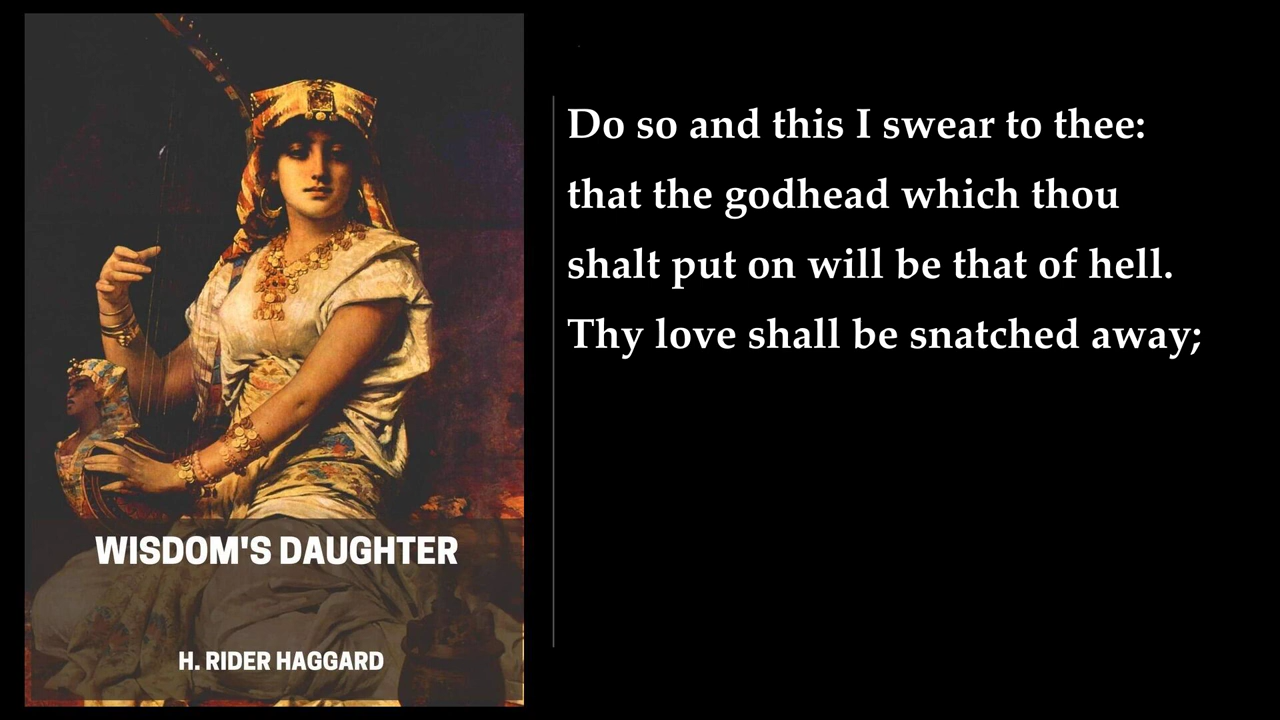 WISDOM'S DAUGHTER
H. RIDER HAGGARD
Do so and this I swear to thee:
that the godhead which thou
shalt put on will be that of hell.
Thy love shall be snatched away;